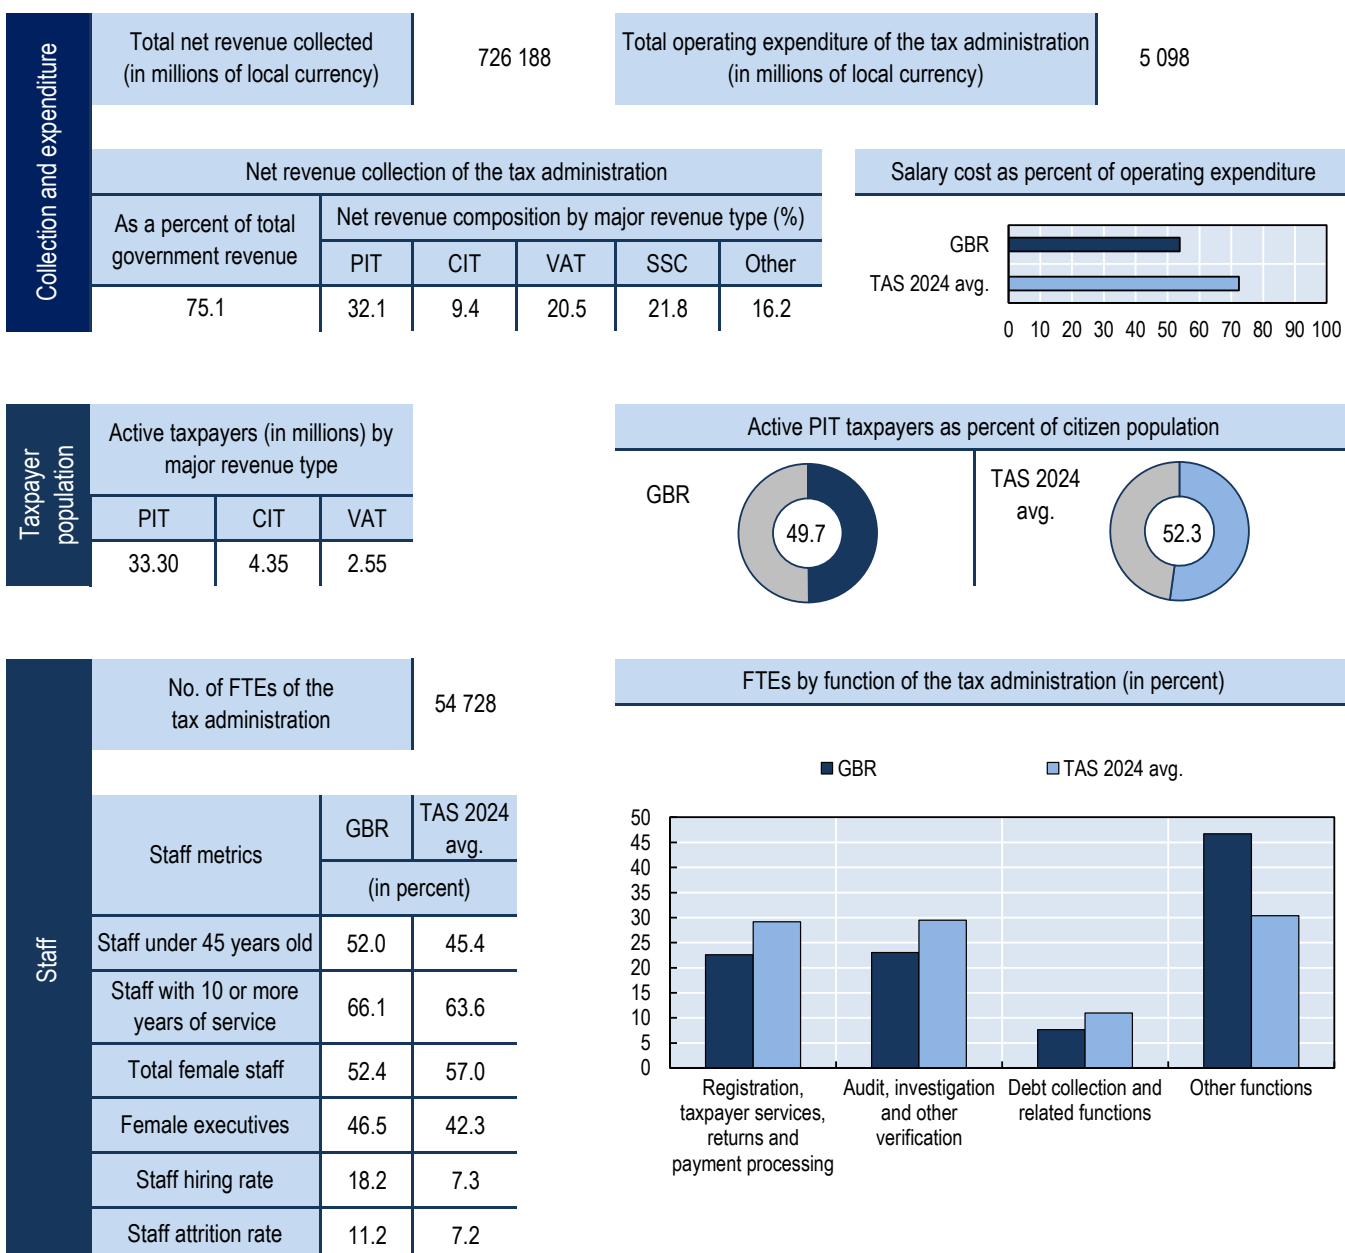 Collection and expenditure
Total net revenue collected
(in millions of local currency)
726 188
Total operating expenditure of the tax administration
(in millions of local currency)
5 098
Net revenue collection of the tax administration
As a percent of total
government revenue
Net revenue composition by major revenue type (%)
PIT CIT VAT SSC Other
75.1 32.1 9.4 20.5 21.8 16.2
Salary cost as percent of operating expenditure
GBR
TAS 2024 avg.
0 10 20 30 40 50 60 70 80 90 100
Taxpayer
population
Active taxpayers (in millions) by
major revenue type
PIT CIT VAT
33.30 4.35 2.55
Active PIT taxpayers as percent of citizen population
GBR
49.7
TAS 2024
avg.
52.3
Staff
No. of FTEs of the
tax administration
54 728
Staff metrics
GBR
TAS 2024
avg.
(in percent)
Staff under 45 years old 52.0 45.4
Staff with 10 or more
years of service
66.1 63.6
Total female staff 52.4 57.0
Female executives 46.5 42.3
Staff hiring rate 18.2 7.3
Staff attrition rate 11.2 7.2
FTEs by function of the tax administration (in percent)
GBR TAS 2024 avg.
50
45
40
35
30
25
20
15
10
5
0
Registration,
taxpayer services,
returns and
payment processing
Audit, investigation
and other
verification
Debt collection and
related functions
Other functions